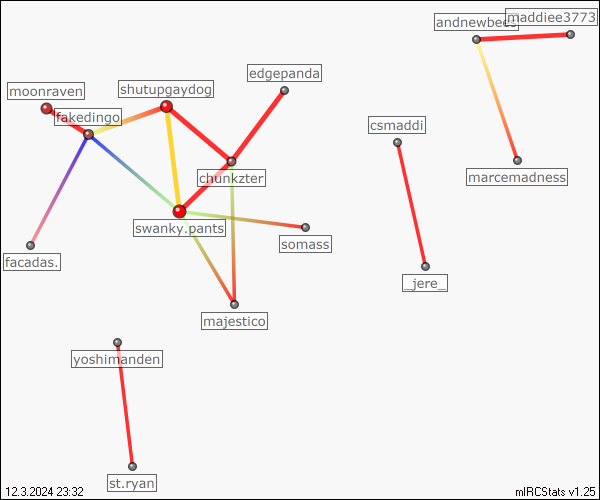 andnewbees
maddiee3773
edgepanda
shutupgaydog
moonraven
fakedingo
csmaddi
chunkzter
marcemadness
swanky.pants
somass
facadas.
_jere_
majestico
yoshimanden
st.ryan
12.3.2024 23:32
mIRCStats v1.25